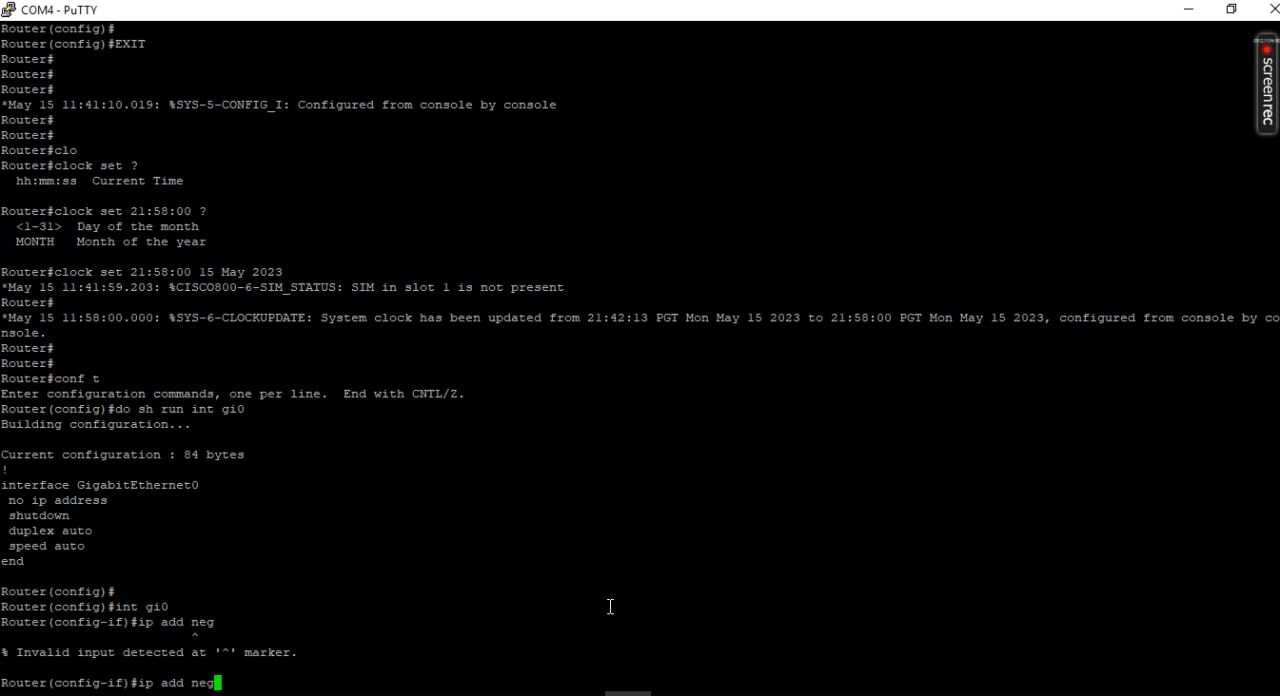 COM4 - PuTTY
Router(config)#
Router(config)#EXIT
Router#
Router#
Router#
*May 15 11:41:10.019: %SYS-5-CONFIG_I: Configured from console by console
Router#
Router#
Router#clo
Router#clock set ?
  hh:mm:ss  Current Time
Router#clock set 21:58:00 ?
  <1-31>  Day of the month
  MONTH   Month of the year
Router#clock set 21:58:00 15 May 2023
*May 15 11:41:59.203: %CISCO800-6-SIM_STATUS: SIM in slot 1 is not present
Router#
*May 15 11:58:00.000: %SYS-6-CLOCKUPDATE: System clock has been updated from 21:42:13 PGT Mon May 15 2023 to 21:58:00 PGT Mon May 15 2023, configured from console by co
nsole.
Router#
Router#
Router#conf t
Enter configuration commands, one per line.  End with CNTL/Z.
Router(config)#do sh run int gi0
Building configuration...
Current configuration : 84 bytes
!
interface GigabitEthernet0
 no ip address
 shutdown
 duplex auto
 speed auto
end
Router(config)#
Router(config)#int gi0
Router(config-if)#ip add neg
^
% Invalid input detected at '^' marker.
Router(config-if)#ip add neg
screenrec